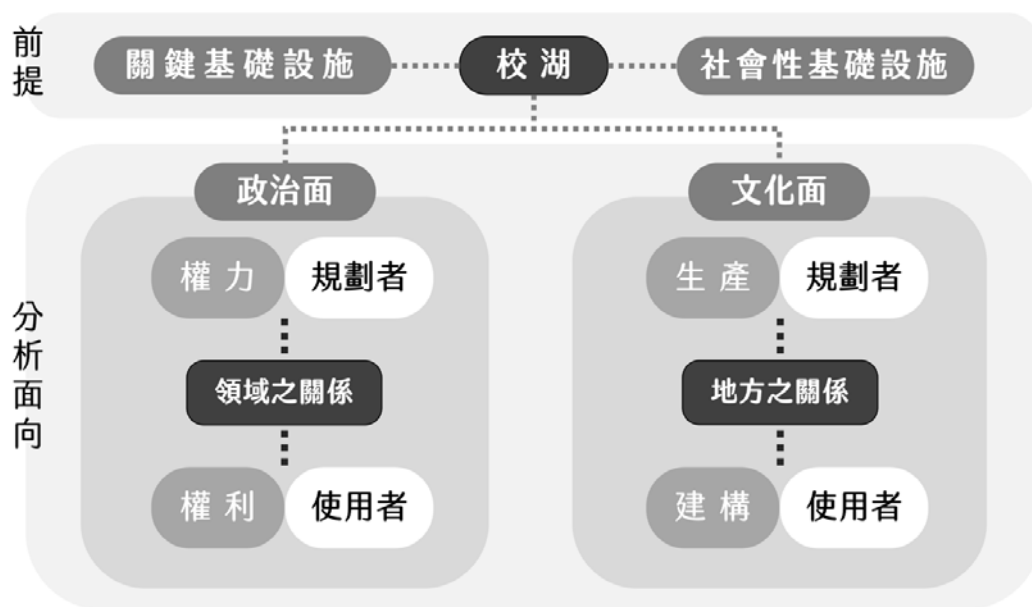 前提
關鍵基礎設施
校湖
社會性基礎設施
分析面向
政治面
文化面
權力 規劃者
生產 規劃者
領域之關係
地方之關係
權利 使用者
建構 使用者